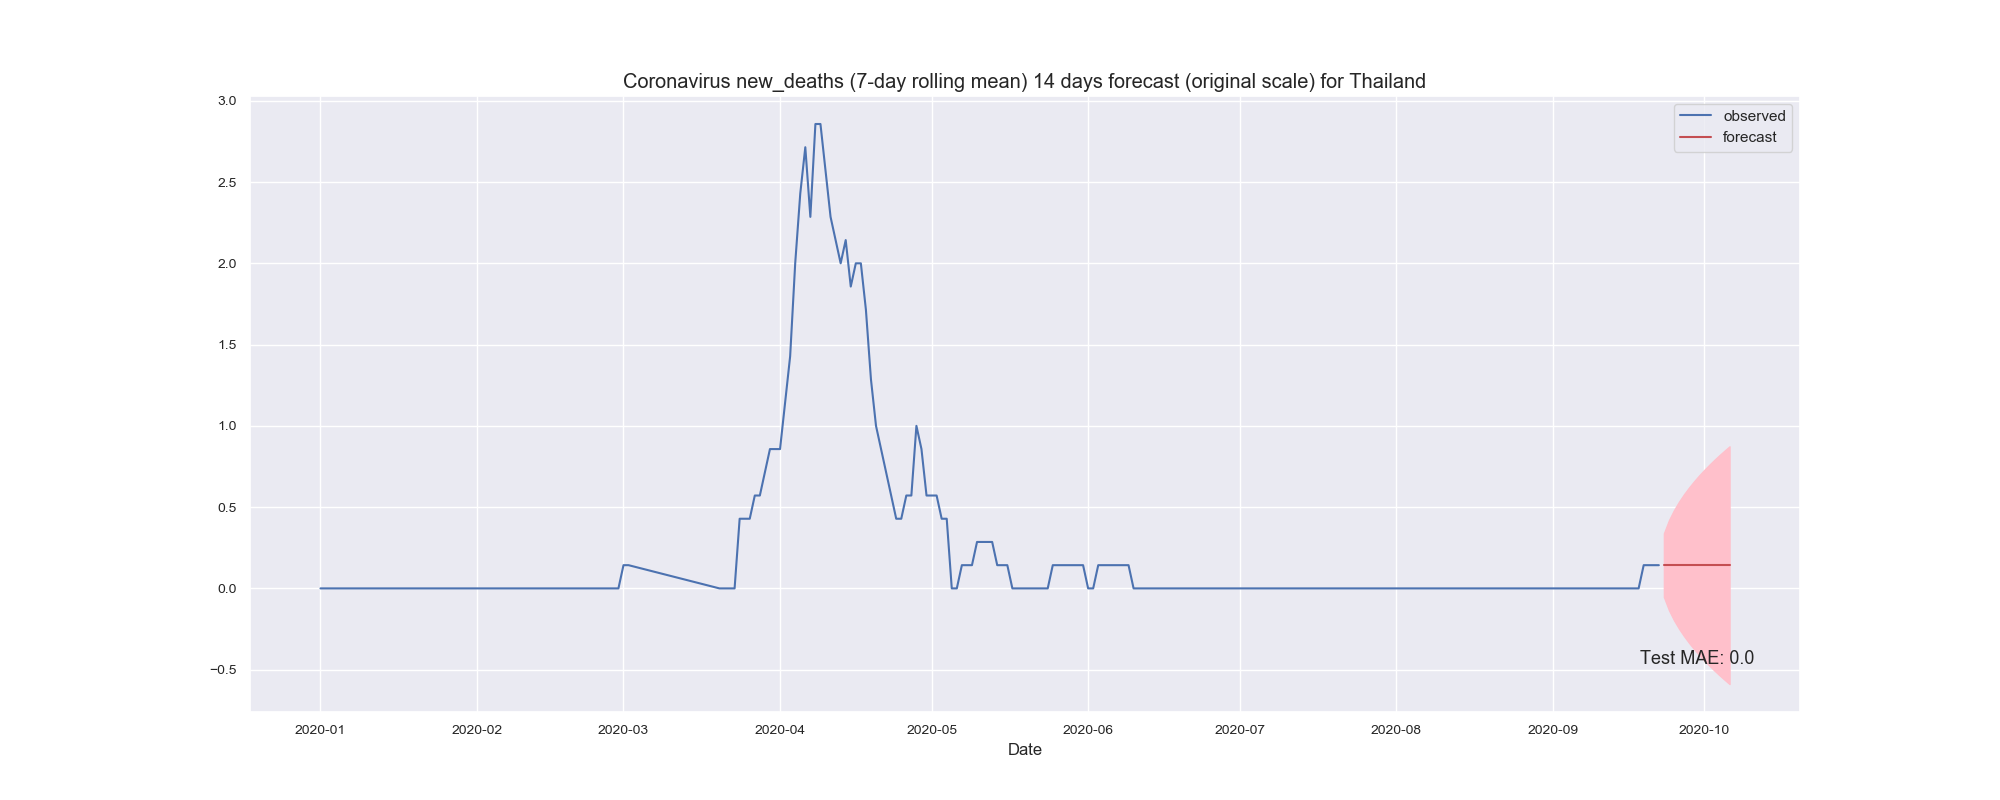 Coronavirus new_deaths (7-day rolling mean) 14 days forecast (original scale) for Thailand
observed
forecast
3.0
2.5
2.0
1.5
1.0
0.5
0.0
−0.5
Test MAE: 0.0
2020-01 2020-02 2020-03 2020-04 2020-05 2020-06 2020-07 2020-08 2020-09 2020-10
Date